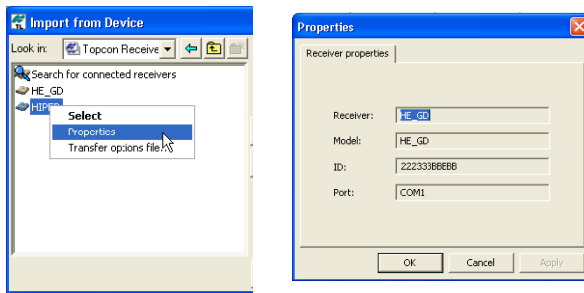 Import from Device
Look in:
Topcon Receive
Search for connected receivers
HE_GD
Select
Properties
Transfer options file
Properties
Receiver properties
Receiver:
HE_GD
Model:
HE_GD
ID:
222333BBEBB
Port:
COM1
OK
Cancel
Apply